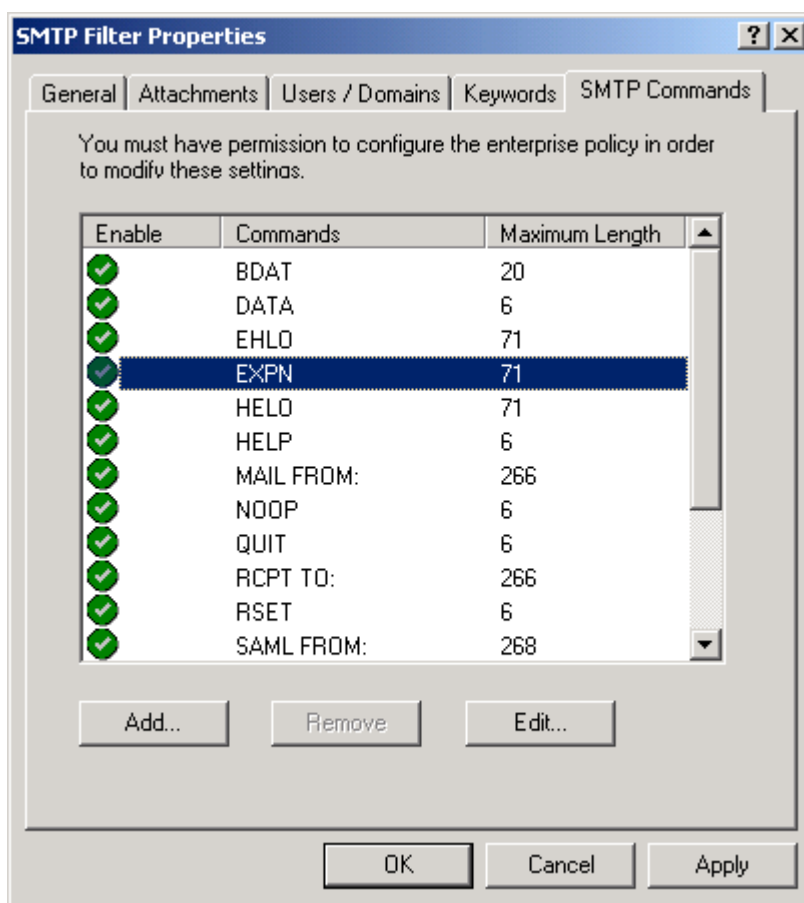 SMTP Filter Properties
General Attachments Users / Domains Keywords SMTP Commands
You must have permission to configure the enterprise policy in order
to modify these settings.
Enable Commands Maximum Length
BDAT 20
DATA 6
EHLO 71
EXPN 71
HELO 71
HELP 6
MAIL FROM: 266
NOOP 6
QUIT 6
RCPT TO: 266
RSET 6
SAML FROM: 268
Add... Remove Edit...
OK Cancel Apply